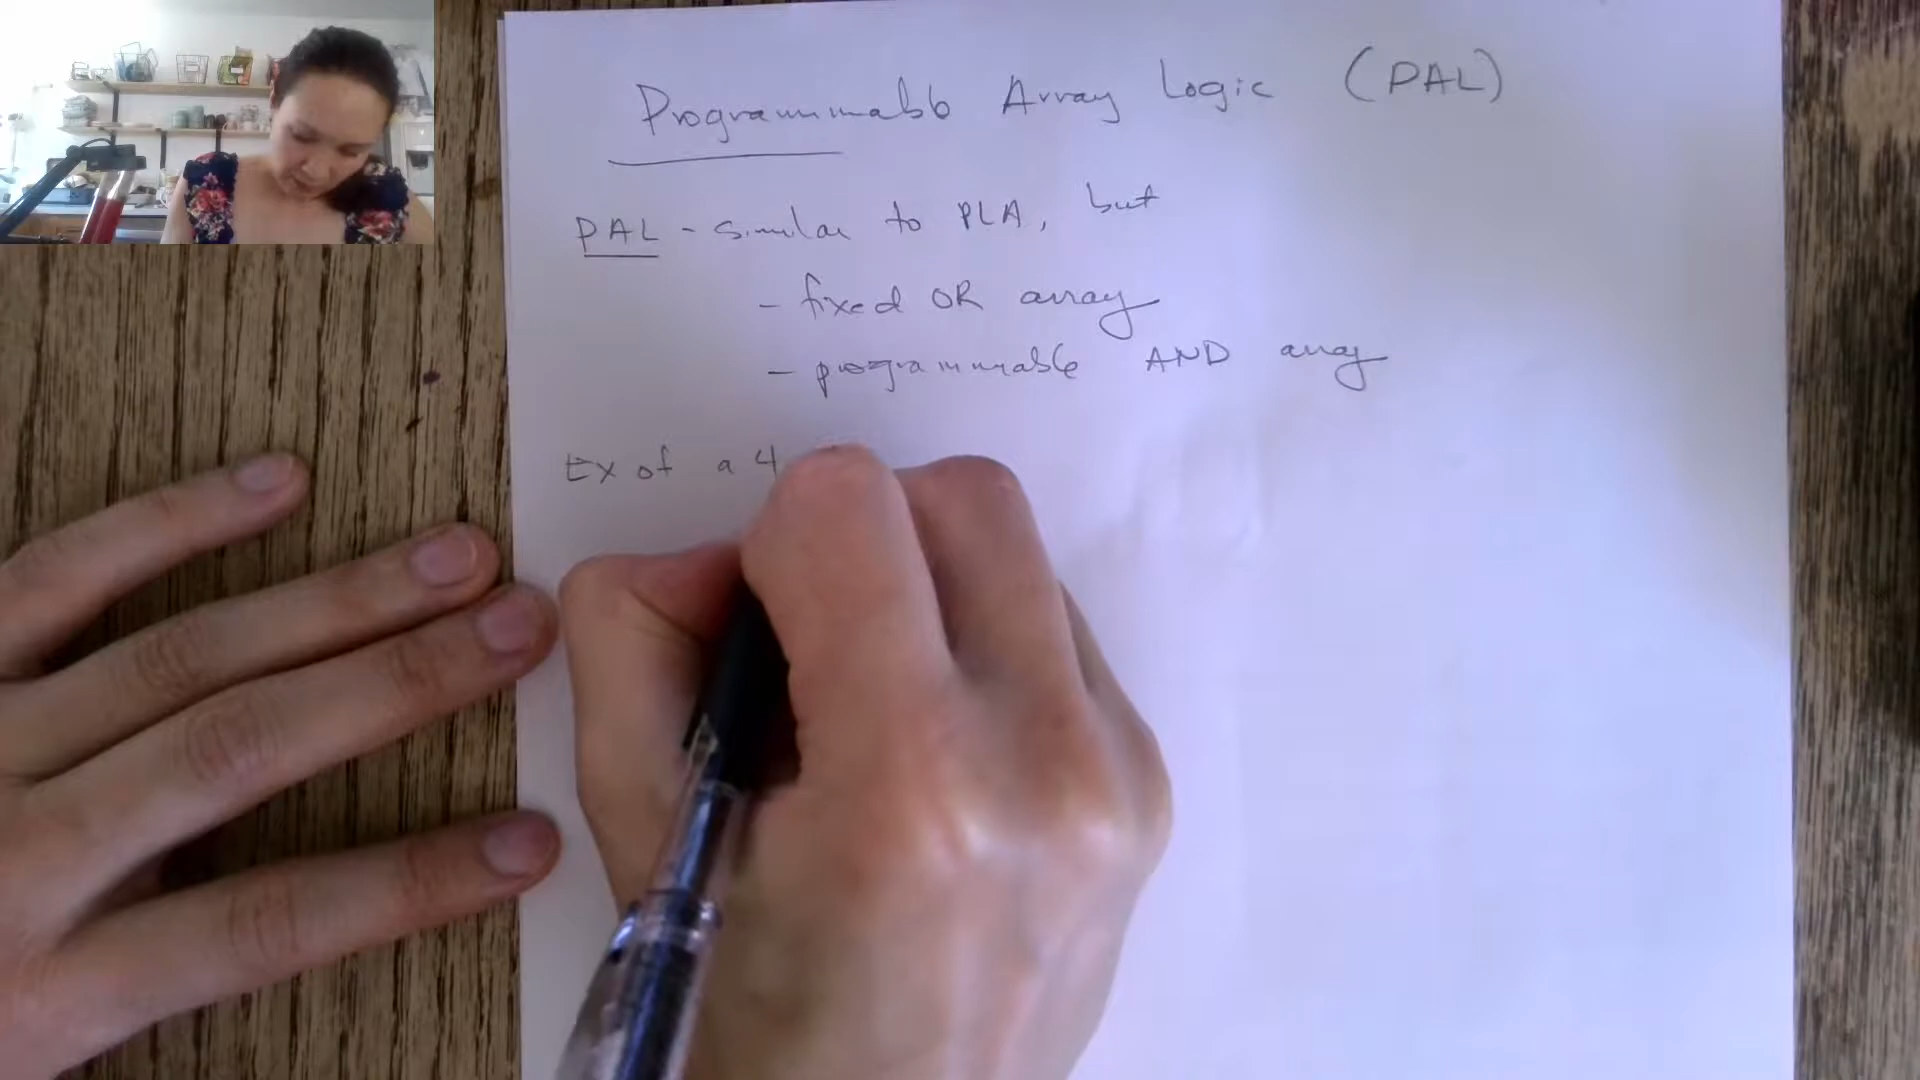 Programmable Array Logic (PAL)
PAL - similar to PLA, but
- fixed OR array
- programmable AND array
Ex of a 4